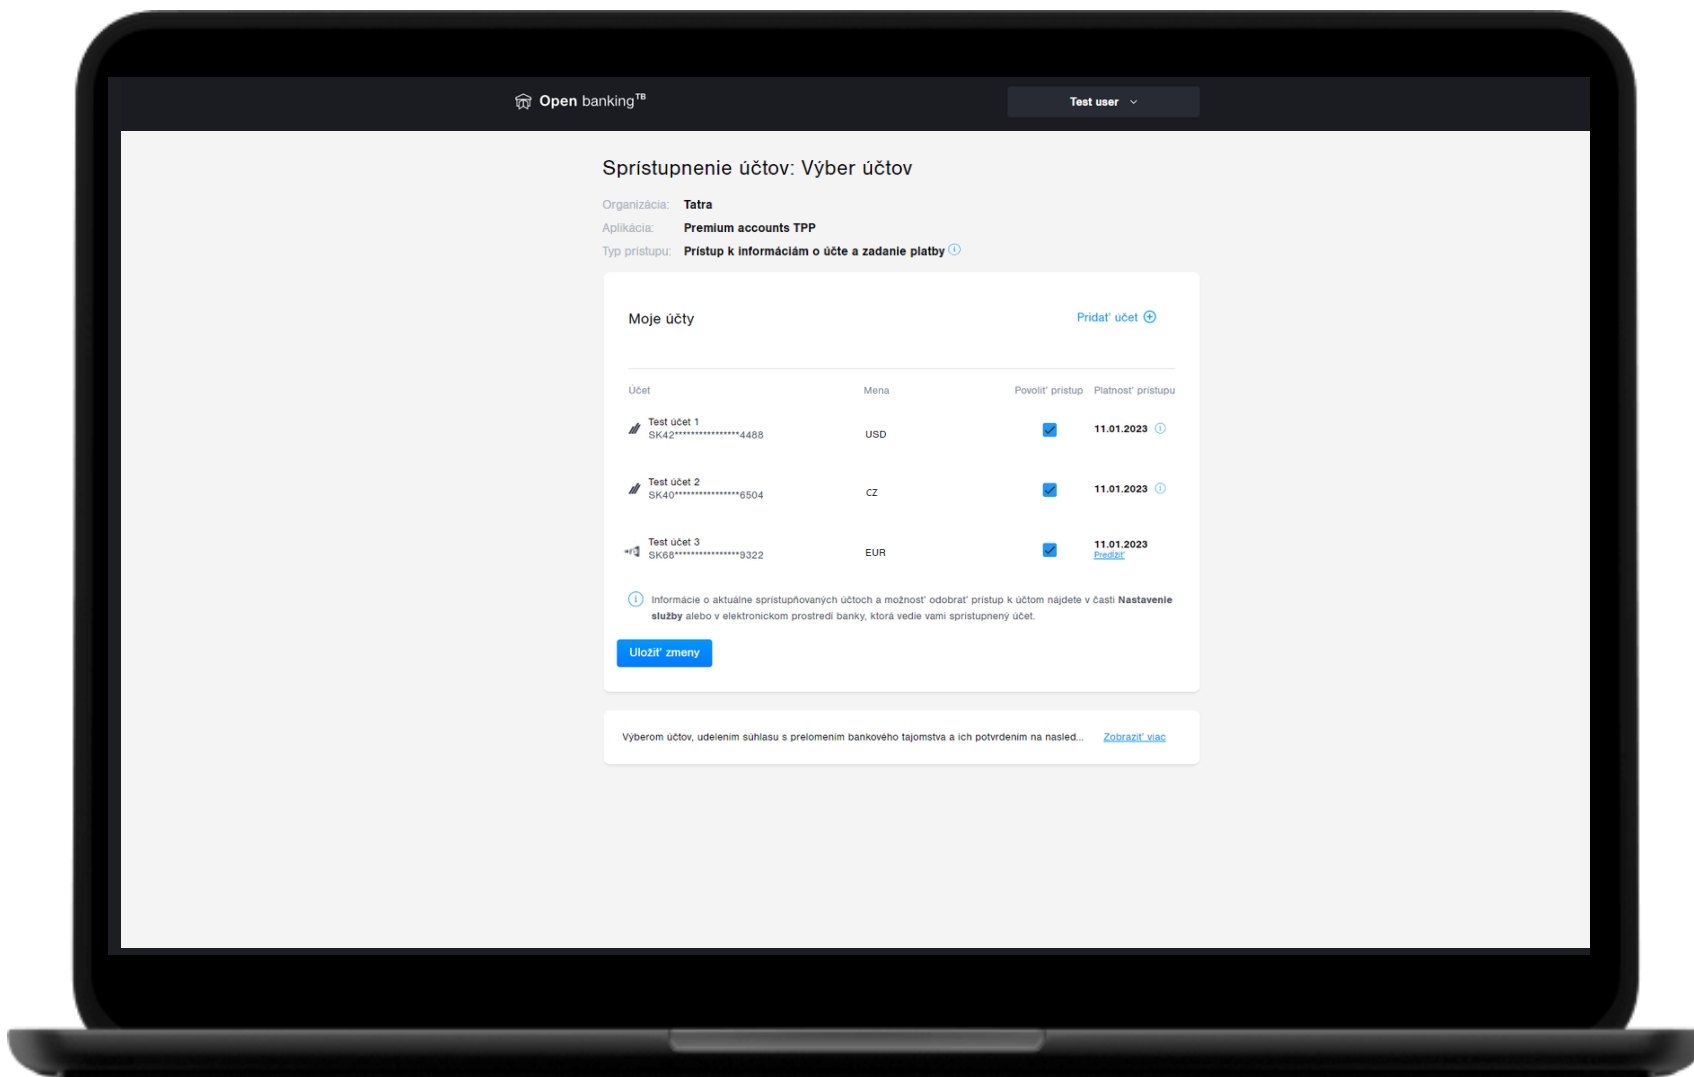 Open banking TB
Test user
Sprístupnenie účtov: Výber účtov
Organizácia: Tatra
Aplikácia: Premium accounts TPP
Typ prístupu: Prístup k informáciám o účte a zadanie platby
Moje účty
Pridať účet
Účet Mena Povoliť prístup Platnosť prístupu
Test účet 1
SK42****************4488 USD 11.01.2023
Test účet 2
SK40****************6504 CZ 11.01.2023
Test účet 3
SK68****************9322 EUR 11.01.2023
Predĺžiť
Informácie o aktuálne sprístupňovaných účtoch a možnosť odobrať prístup k účtom nájdete v časti Nastavenie
služby alebo v elektronickom prostredí banky, ktorá vedie vami sprístupnený účet.
Uložiť zmeny
Výberom účtov, udelením súhlasu s prelomením bankového tajomstva a ich potvrdením na nasled... Zobraziť viac